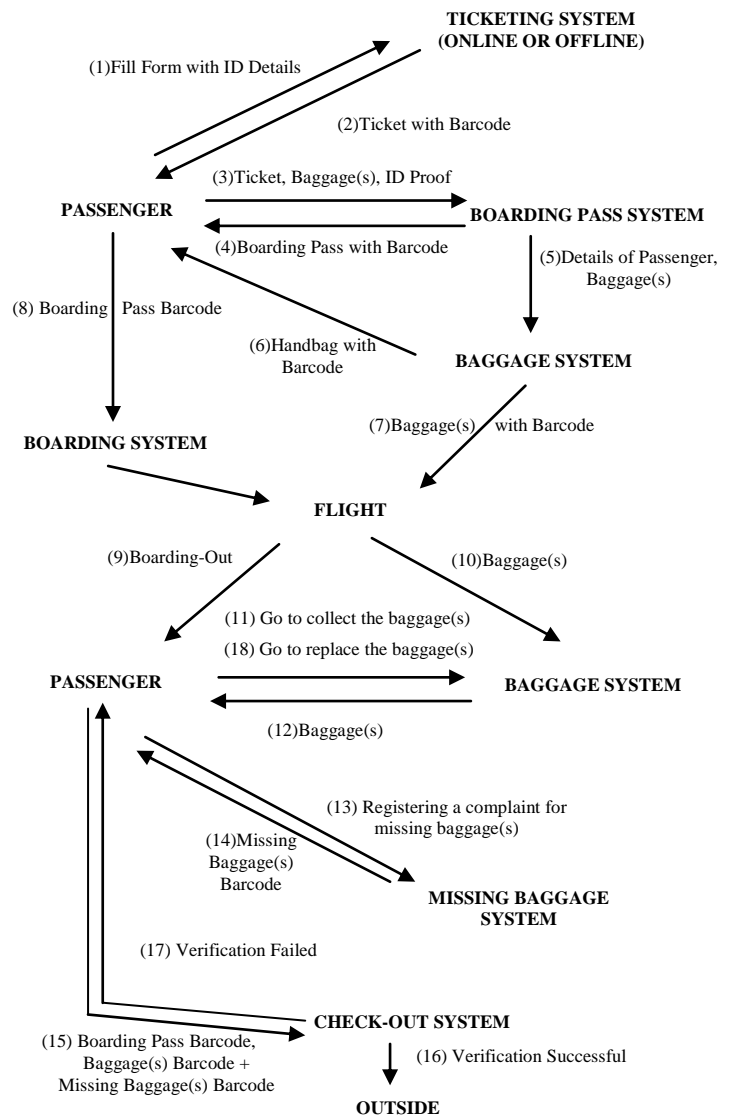 TICKETING SYSTEM
(ONLINE OR OFFLINE)
(1)Fill Form with ID Details
(2)Ticket with Barcode
(3)Ticket, Baggage(s), ID Proof
PASSENGER
BOARDING PASS SYSTEM
(4)Boarding Pass with Barcode
(5)Details of Passenger,
Baggage(s)
(8) Boarding Pass Barcode
(6)Handbag with
Barcode
BAGGAGE SYSTEM
(7)Baggage(s) with Barcode
BOARDING SYSTEM
FLIGHT
(9)Boarding-Out
(10)Baggage(s)
(11) Go to collect the baggage(s)
(18) Go to replace the baggage(s)
PASSENGER
BAGGAGE SYSTEM
(12)Baggage(s)
(13) Registering a complaint for
missing baggage(s)
(14)Missing
Baggage(s)
Barcode
MISSING BAGGAGE
SYSTEM
(17) Verification Failed
CHECK-OUT SYSTEM
(15) Boarding Pass Barcode,
Baggage(s) Barcode +
Missing Baggage(s) Barcode
(16) Verification Successful
OUTSIDE